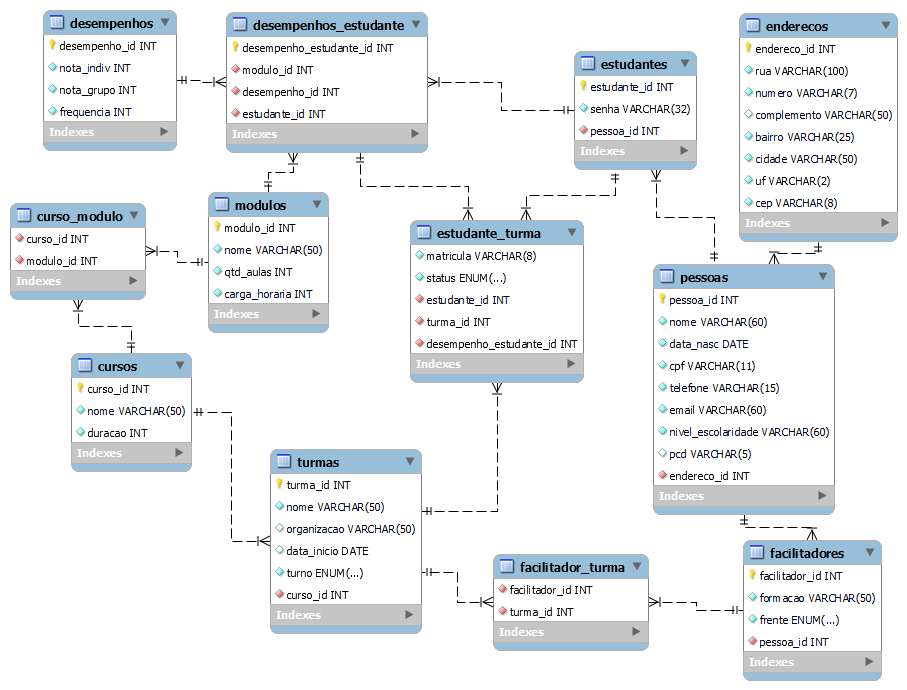 desempenhos
desempenho_id INT
nota_indiv INT
nota_grupo INT
frequencia INT
Indexes
desempenhos_estudante
desempenho_estudante_id INT
modulo_id INT
desempenho_id INT
estudante_id INT
Indexes
estudantes
estudante_id INT
senha VARCHAR(32)
pessoa_id INT
Indexes
enderecos
endereco_id INT
rua VARCHAR(100)
numero VARCHAR(7)
complemento VARCHAR(50)
bairro VARCHAR(25)
cidade VARCHAR(50)
uf VARCHAR(2)
cep VARCHAR(8)
Indexes
curso_modulo
curso_id INT
modulo_id INT
Indexes
modulos
modulo_id INT
nome VARCHAR(50)
qtd_aulas INT
carga_horaria INT
Indexes
estudante_turma
matricula VARCHAR(8)
status ENUM(...)
estudante_id INT
turma_id INT
desempenho_estudante_id INT
Indexes
pessoas
pessoa_id INT
nome VARCHAR(60)
data_nasc DATE
cpf VARCHAR(11)
telefone VARCHAR(15)
email VARCHAR(60)
nivel_escolaridade VARCHAR(60)
pcd VARCHAR(5)
endereco_id INT
Indexes
cursos
curso_id INT
nome VARCHAR(50)
duracao INT
Indexes
turmas
turma_id INT
nome VARCHAR(50)
organizacao VARCHAR(50)
data_inicio DATE
turno ENUM(...)
curso_id INT
Indexes
facilitador_turma
facilitador_id INT
turma_id INT
Indexes
facilitadores
facilitador_id INT
formacao VARCHAR(50)
frente ENUM(...)
pessoa_id INT
Indexes